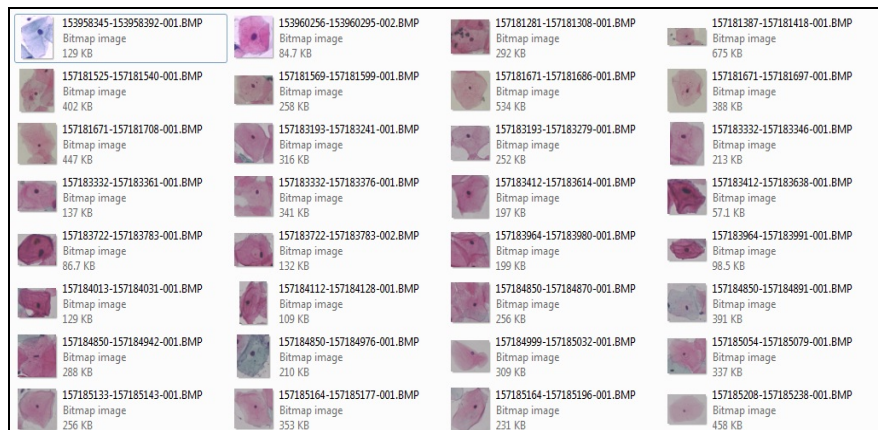 153958345-153958392-001.BMP
Bitmap image
129 KB
153960256-153960295-002.BMP
Bitmap image
84.7 KB
157181281-157181308-001.BMP
Bitmap image
292 KB
157181387-157181418-001.BMP
Bitmap image
675 KB
157181525-157181540-001.BMP
Bitmap image
402 KB
157181569-157181599-001.BMP
Bitmap image
258 KB
157181671-157181686-001.BMP
Bitmap image
534 KB
157181671-157181697-001.BMP
Bitmap image
388 KB
157181671-157181708-001.BMP
Bitmap image
447 KB
157183193-157183241-001.BMP
Bitmap image
316 KB
157183193-157183279-001.BMP
Bitmap image
252 KB
157183332-157183346-001.BMP
Bitmap image
213 KB
157183332-157183361-001.BMP
Bitmap image
137 KB
157183332-157183376-001.BMP
Bitmap image
341 KB
157183412-157183614-001.BMP
Bitmap image
197 KB
157183412-157183638-001.BMP
Bitmap image
57.1 KB
157183722-157183783-001.BMP
Bitmap image
86.7 KB
157183722-157183783-002.BMP
Bitmap image
132 KB
157183964-157183980-001.BMP
Bitmap image
199 KB
157183964-157183991-001.BMP
Bitmap image
98.5 KB
157184013-157184031-001.BMP
Bitmap image
129 KB
157184112-157184128-001.BMP
Bitmap image
109 KB
157184850-157184870-001.BMP
Bitmap image
256 KB
157184850-157184891-001.BMP
Bitmap image
391 KB
157184850-157184942-001.BMP
Bitmap image
288 KB
157184850-157184976-001.BMP
Bitmap image
210 KB
157184999-157185032-001.BMP
Bitmap image
309 KB
157185054-157185079-001.BMP
Bitmap image
337 KB
157185133-157185143-001.BMP
Bitmap image
256 KB
157185164-157185177-001.BMP
Bitmap image
353 KB
157185164-157185196-001.BMP
Bitmap image
231 KB
157185208-157185238-001.BMP
Bitmap image
458 KB